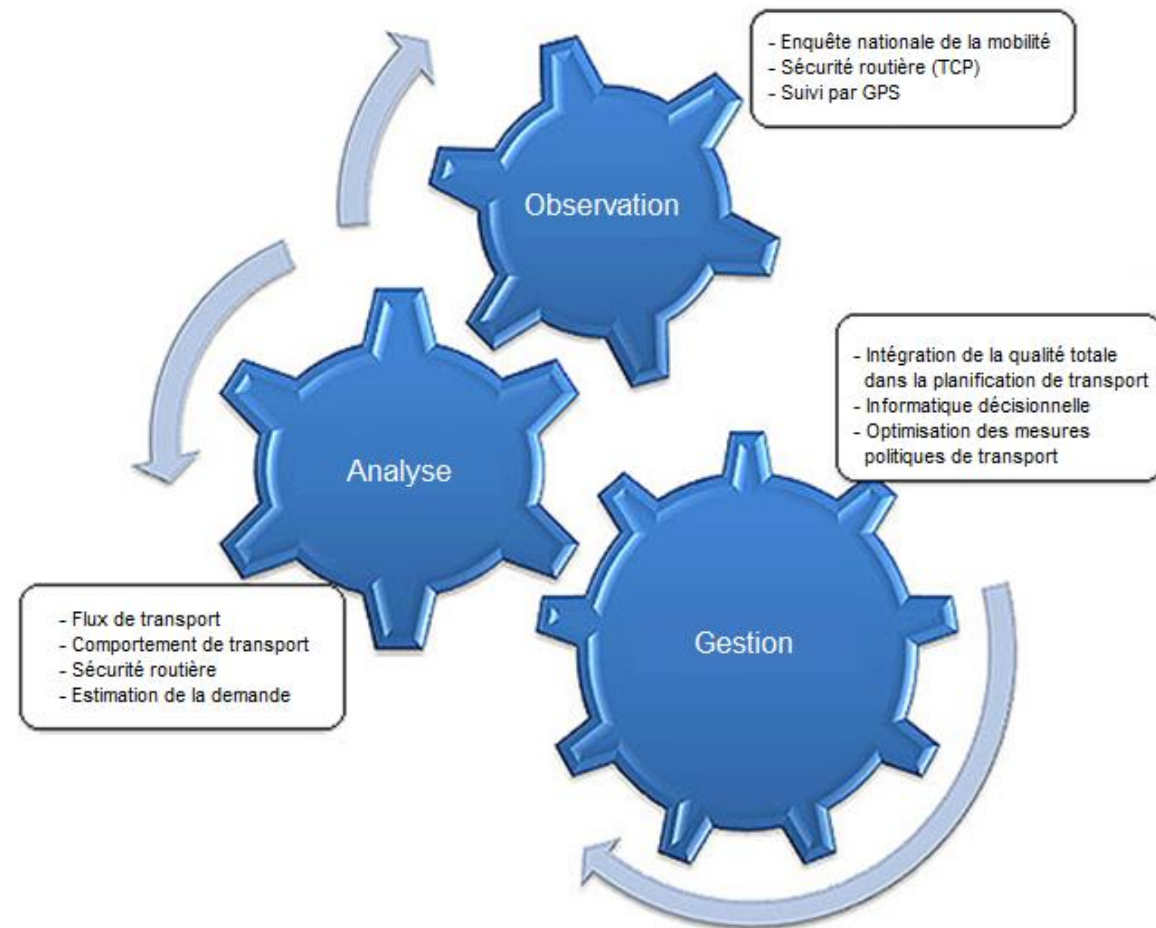 - Enquête nationale de la mobilité
- Sécurité routière (TCP)
- Suivi par GPS
Observation
- Intégration de la qualité totale
dans la planification de transport
- Informatique décisionnelle
- Optimisation des mesures
politiques de transport
Analyse
- Flux de transport
- Comportement de transport
- Sécurité routière
- Estimation de la demande
Gestion